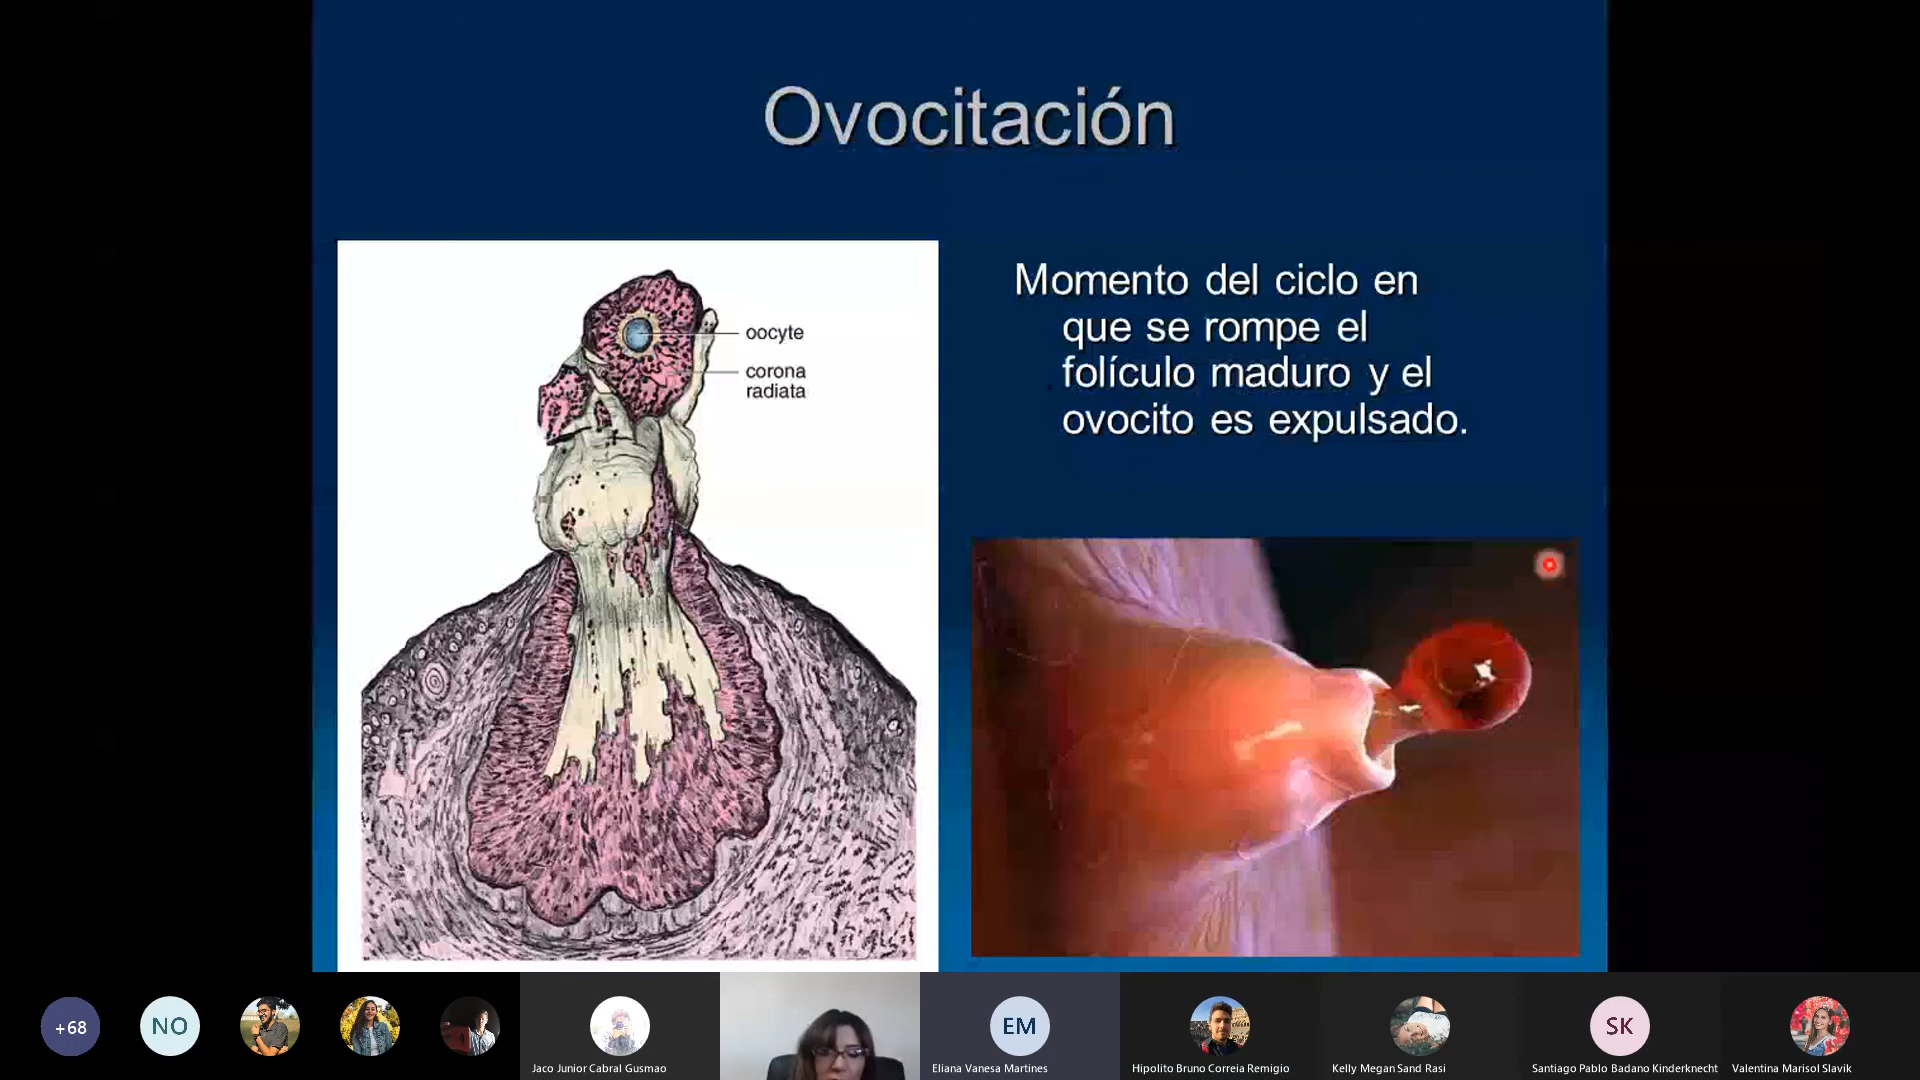 Ovocitación
oocyte
corona
radiata
Momento del ciclo en
que se rompe el
folículo maduro y el
ovocito es expulsado.
+68
NO
EM
SK
Jaco Junior Cabral Gusmao
Eliana Vanesa Martines
Hipolito Bruno Correia Remigio
Kelly Megan Sand Rasi
Santiago Pablo Badano Kinderknecht
Valentina Marisol Slavik